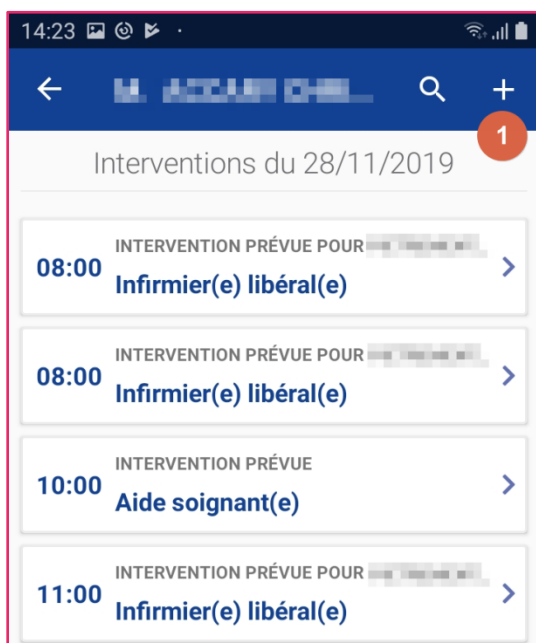 14:23
1
Interventions du 28/11/2019
INTERVENTION PRÉVUE POUR
08:00
Infirmier(e) libéral(e)
INTERVENTION PRÉVUE POUR
08:00
Infirmier(e) libéral(e)
INTERVENTION PRÉVUE
10:00
Aide soignant(e)
INTERVENTION PRÉVUE POUR
11:00
Infirmier(e) libéral(e)